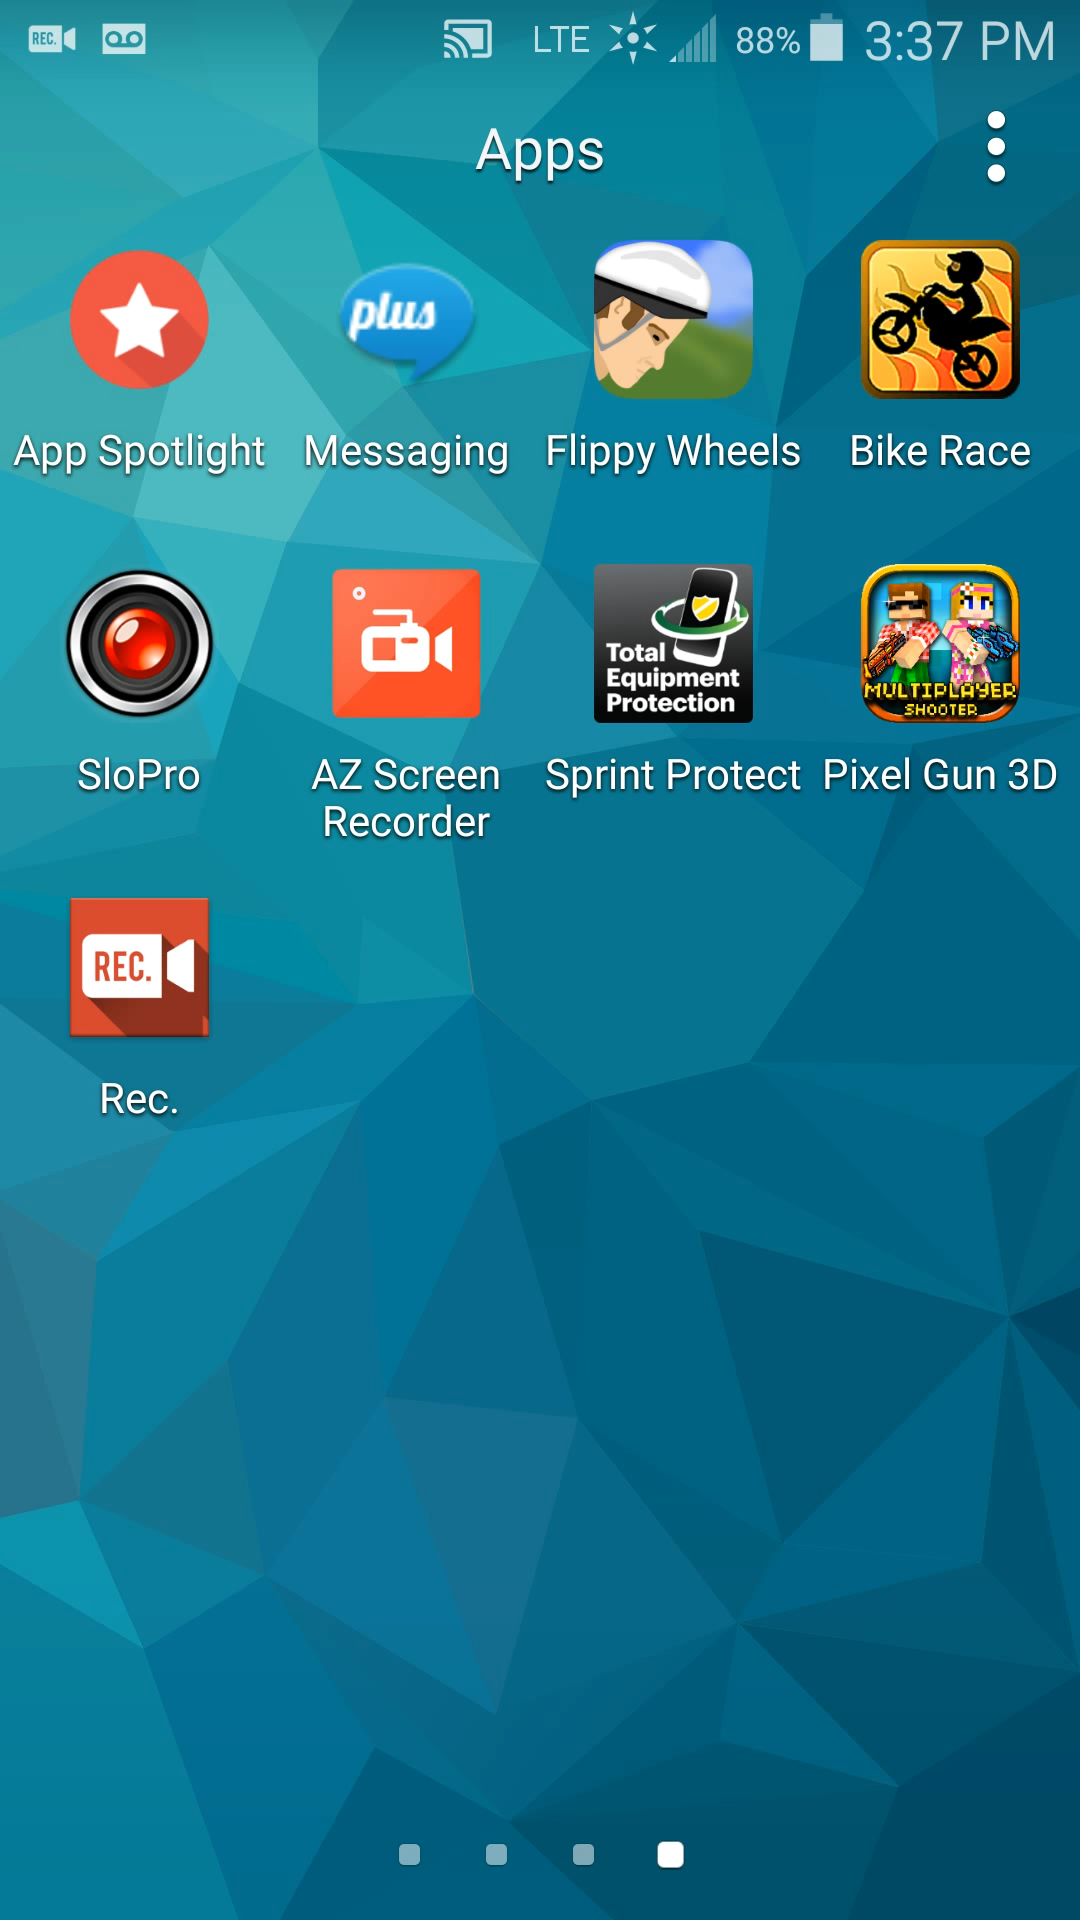 REC. LTE 88% 3:37 PM
Apps
plus
App Spotlight Messaging Flippy Wheels Bike Race
Total
Equipment
Protection
MULTIPLAYER
SHOOTER
SloPro AZ Screen Recorder Sprint Protect Pixel Gun 3D
REC.
Rec.